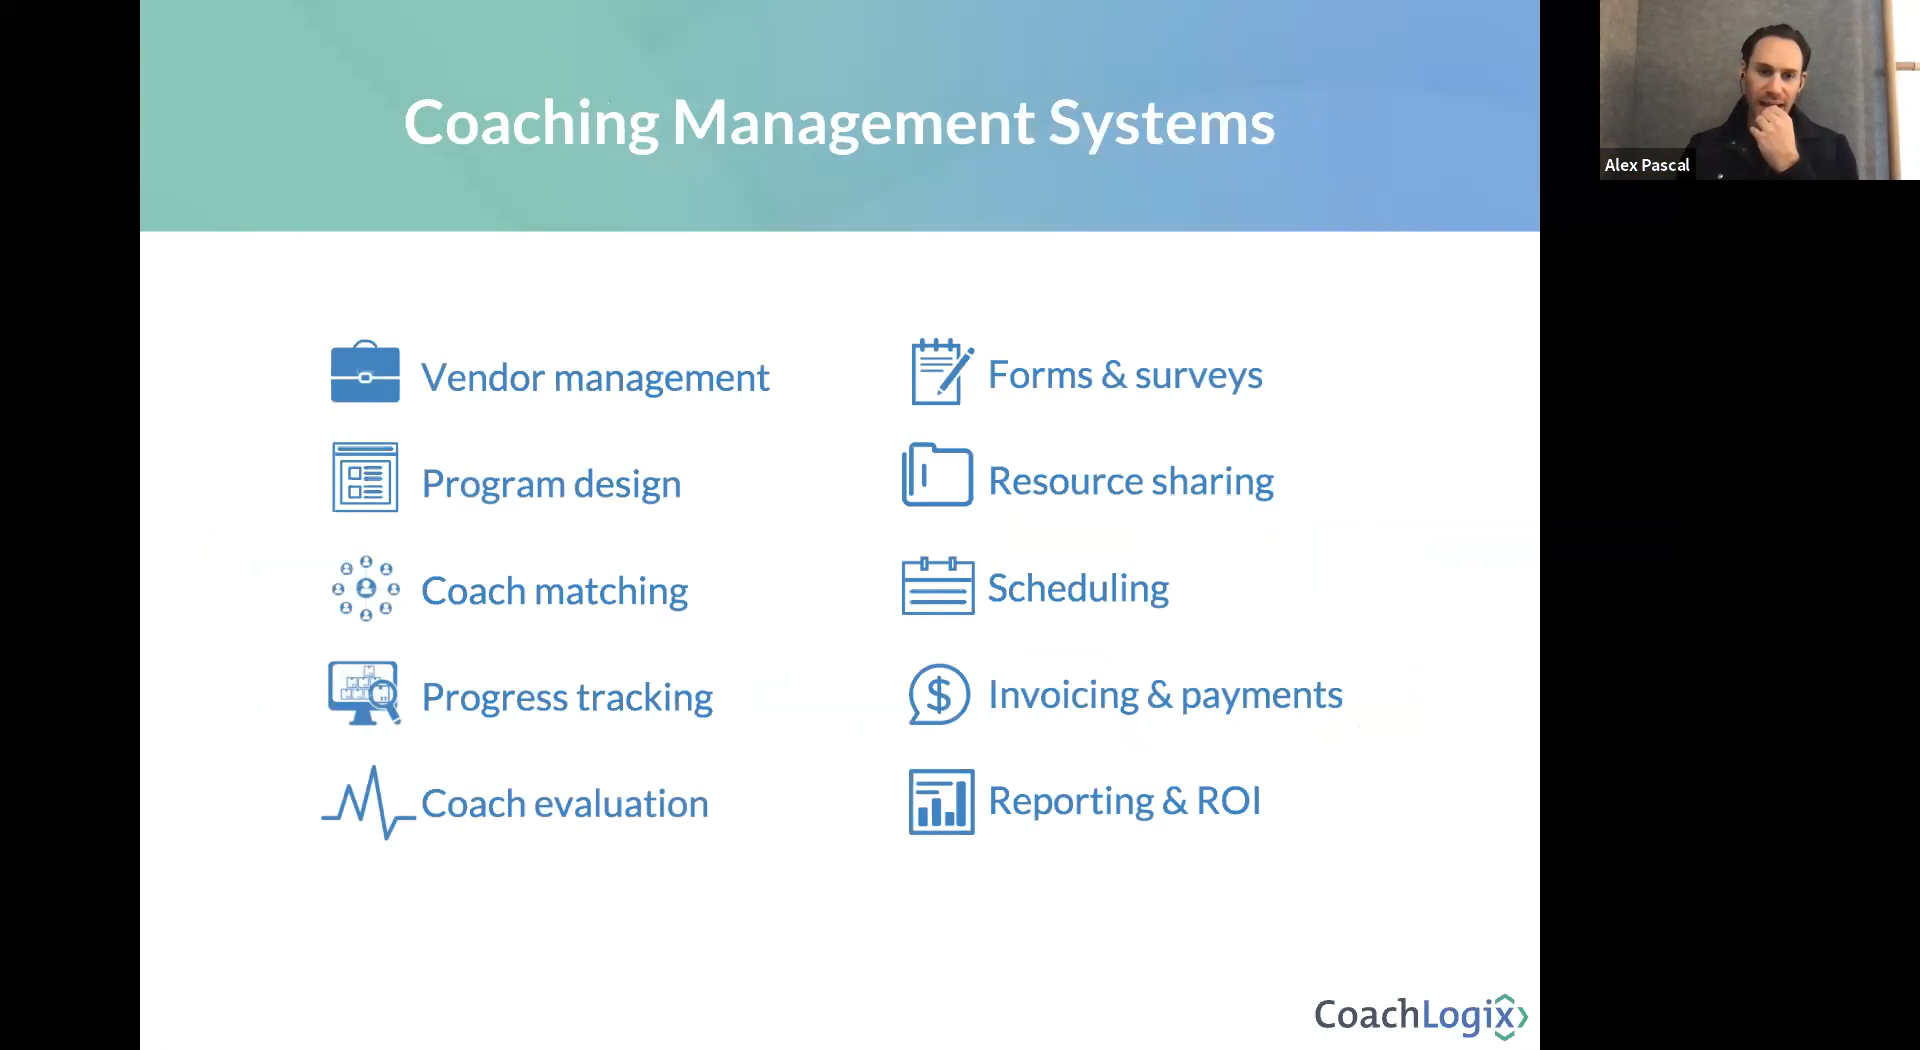 Coaching Management Systems
Alex Pascal
Vendor management
Program design
Coach matching
Progress tracking
Coach evaluation
Forms & surveys
Resource sharing
Scheduling
$
Invoicing & payments
Reporting & ROI
CoachLogix